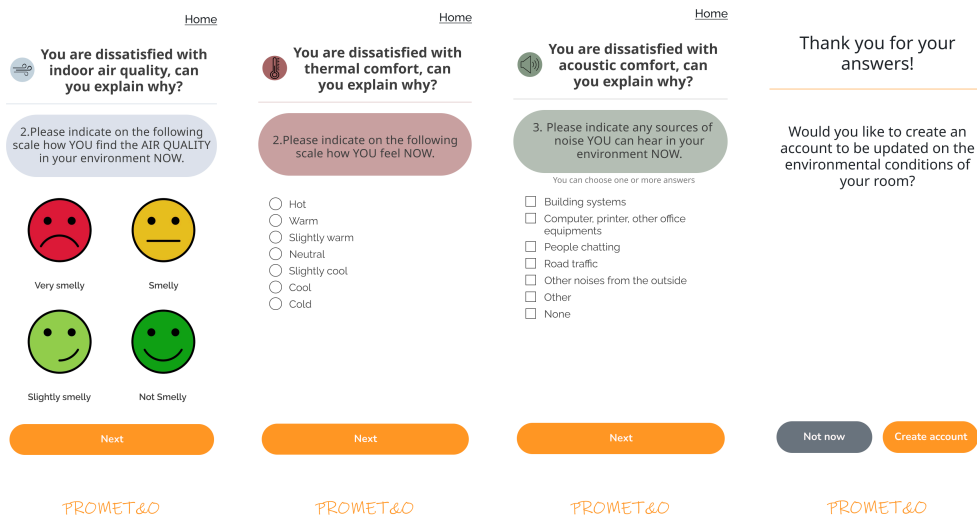 Home
You are dissatisfied with
indoor air quality, can
you explain why?
2.Please indicate on the following
scale how YOU find the AIR QUALITY
in your environment NOW.
Very smelly
Smelly
Slightly smelly
Not Smelly
Next
PROMET&O
Home
You are dissatisfied with
thermal comfort, can
you explain why?
2.Please indicate on the following
scale how YOU feel NOW.
Hot
Warm
Slightly warm
Neutral
Slightly cool
Cool
Cold
Next
PROMET&O
Home
You are dissatisfied with
acoustic comfort, can
you explain why?
3. Please indicate any sources of
noise YOU can hear in your
environment NOW.
You can choose one or more answers
Building systems
Computer, printer, other office
equipments
People chatting
Road traffic
Other noises from the outside
Other
None
Next
PROMET&O
Thank you for your
answers!
Would you like to create an
account to be updated on the
environmental conditions of
your room?
Not now
Create account
PROMET&O